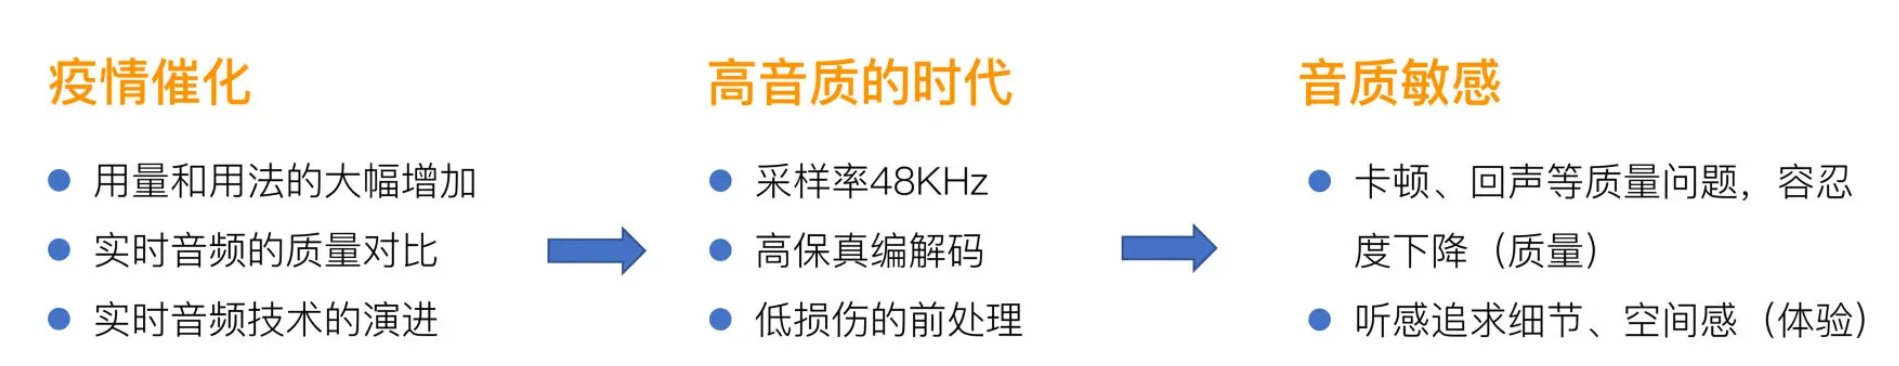 疫情催化
用量和用法的大幅增加
实时音频的质量对比
实时音频技术的演进
高音质的时代
采样率48KHz
高保真编解码
低损伤的前处理
音质敏感
卡顿、回声等质量问题，容忍
度下降（质量）
听感追求细节、空间感（体验）